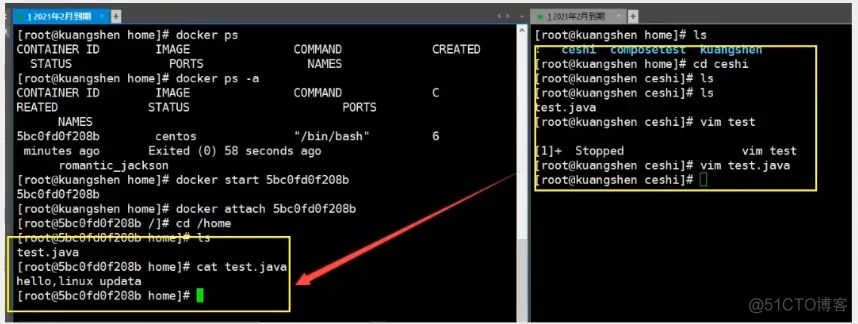 1 2021年2月到期
[root@kuangshen home]# docker ps
CONTAINER ID IMAGE COMMAND CREATED
STATUS PORTS NAMES
[root@kuangshen home]# docker ps -a
CONTAINER ID IMAGE COMMAND C
REATED STATUS PORTS
NAMES
5bc0fd0f208b centos "/bin/bash" 6
minutes ago Exited (0) 58 seconds ago
romantic_jackson
[root@kuangshen home]# docker start 5bc0fd0f208b
5bc0fd0f208b
[root@kuangshen home]# docker attach 5bc0fd0f208b
[root@5bc0fd0f208b /]# cd /home
[root@5bc0fd0f208b home]# ls
test.java
[root@5bc0fd0f208b home]# cat test.java
hello,linux updata
[root@5bc0fd0f208b home]#
1 2021年2月到期
[root@kuangshen home]# ls
: ceshi composetest kuangshen
[root@kuangshen home]# cd ceshi
[root@kuangshen ceshi]# ls
[root@kuangshen ceshi]# ls
test.java
[root@kuangshen ceshi]# vim test
[1]+ Stopped vim test
[root@kuangshen ceshi]# vim test.java
[root@kuangshen ceshi]#
@51CTO博客